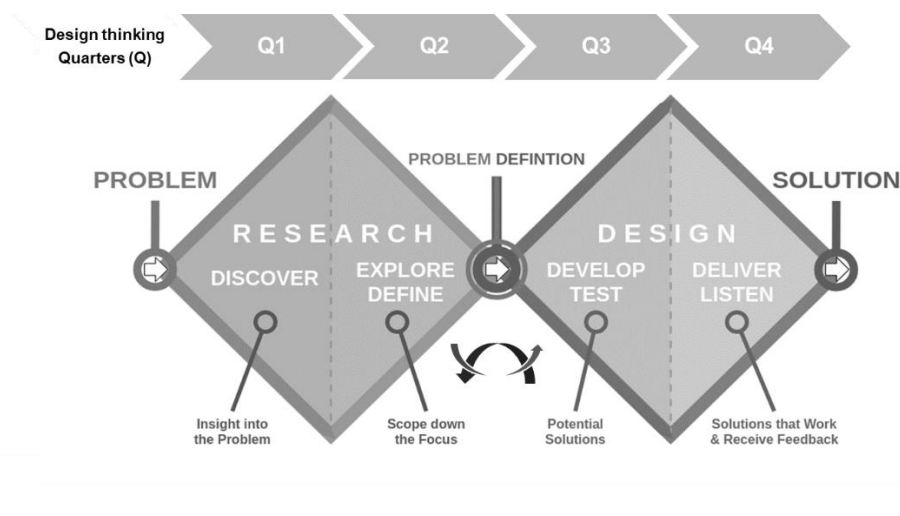 Design thinking
Quarters (Q)
Q1
Q2
Q3
Q4
PROBLEM
PROBLEM DEFINTION
SOLUTION
RESEARCH
DESIGN
DISCOVER
EXPLORE
DEFINE
DEVELOP
TEST
DELIVER
LISTEN
Insight into
the Problem
Scope down
the Focus
Potential
Solutions
Solutions that Work
& Receive Feedback